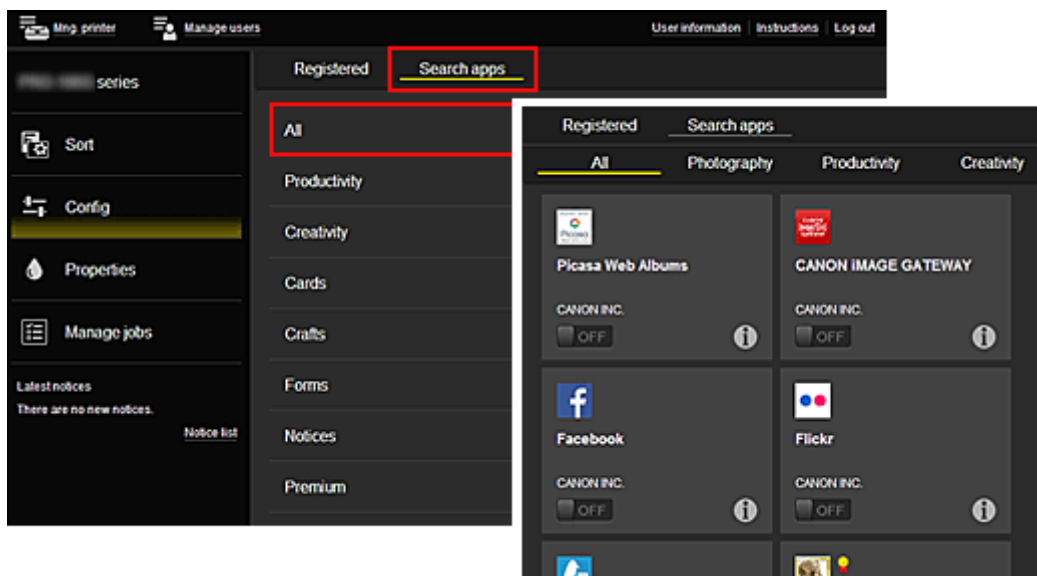 Mng. printer
Manage users
User information
Instructions
Log out
series
Sort
Config
Properties
Manage jobs
Latest notices
There are no new notices.
Notice list
Registered
Search apps
All
Productivity
Creativity
Cards
Crafts
Forms
Notices
Premium
Registered
Search apps
All
Photography
Productivity
Creativity
Picasa
Picasa Web Albums
CANON INC.
OFF
CANON iMAGE GATEWAY
CANON INC.
OFF
Facebook
CANON INC.
OFF
Flickr
CANON INC.
OFF